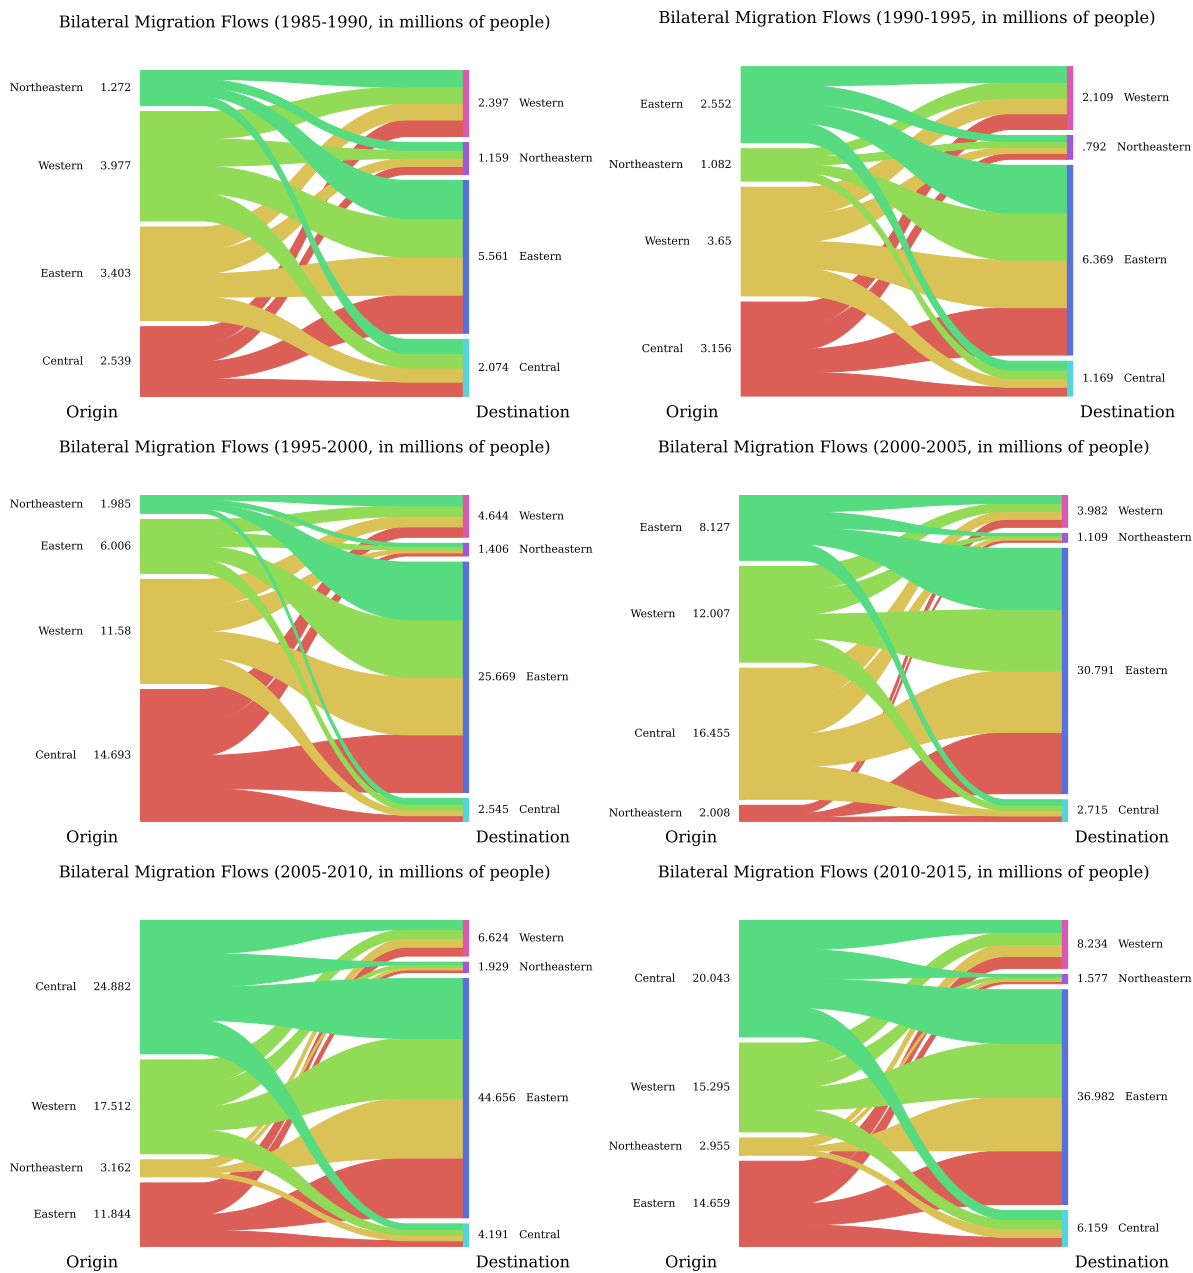 Bilateral Migration Flows (1985-1990, in millions of people)
Northeastern 1.272
Western 3.977
Eastern 3.403
Central 2.539
2.397 Western
1.159 Northeastern
5.561 Eastern
2.074 Central
Origin
Destination
Bilateral Migration Flows (1990-1995, in millions of people)
Eastern 2.552
Northeastern 1.082
Western 3.65
Central 3.156
2.109 Western
.792 Northeastern
6.369 Eastern
1.169 Central
Origin
Destination
Bilateral Migration Flows (1995-2000, in millions of people)
Northeastern 1.985
Eastern 6.006
Western 11.58
Central 14.693
4.644 Western
1.406 Northeastern
25.669 Eastern
2.545 Central
Origin
Destination
Bilateral Migration Flows (2000-2005, in millions of people)
Eastern 8.127
Western 12.007
Central 16.455
Northeastern 2.008
3.982 Western
1.109 Northeastern
30.791 Eastern
2.715 Central
Origin
Destination
Bilateral Migration Flows (2005-2010, in millions of people)
Central 24.882
Western 17.512
Northeastern 3.162
Eastern 11.844
6.624 Western
1.929 Northeastern
44.656 Eastern
4.191 Central
Origin
Destination
Bilateral Migration Flows (2010-2015, in millions of people)
Central 20.043
Western 15.295
Northeastern 2.955
Eastern 14.659
8.234 Western
1.577 Northeastern
36.982 Eastern
6.159 Central
Origin
Destination